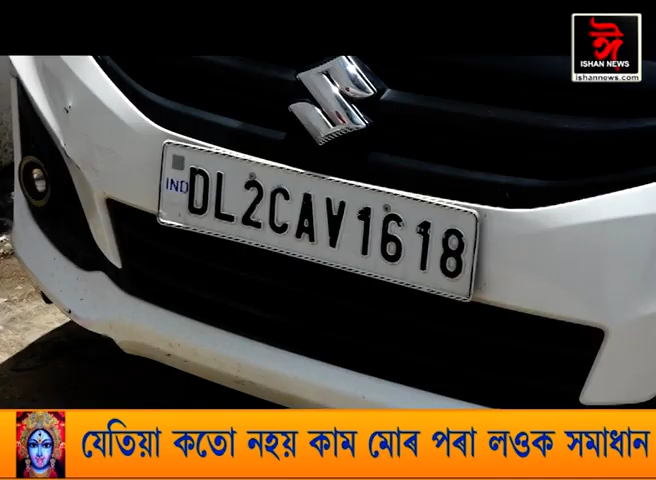 ঈ
ISHAN NEWS
ishannews.com
IND
DL2CAV1618
যেতিয়া কতো নহয় কাম মোৰ পৰা লওক সমাধান